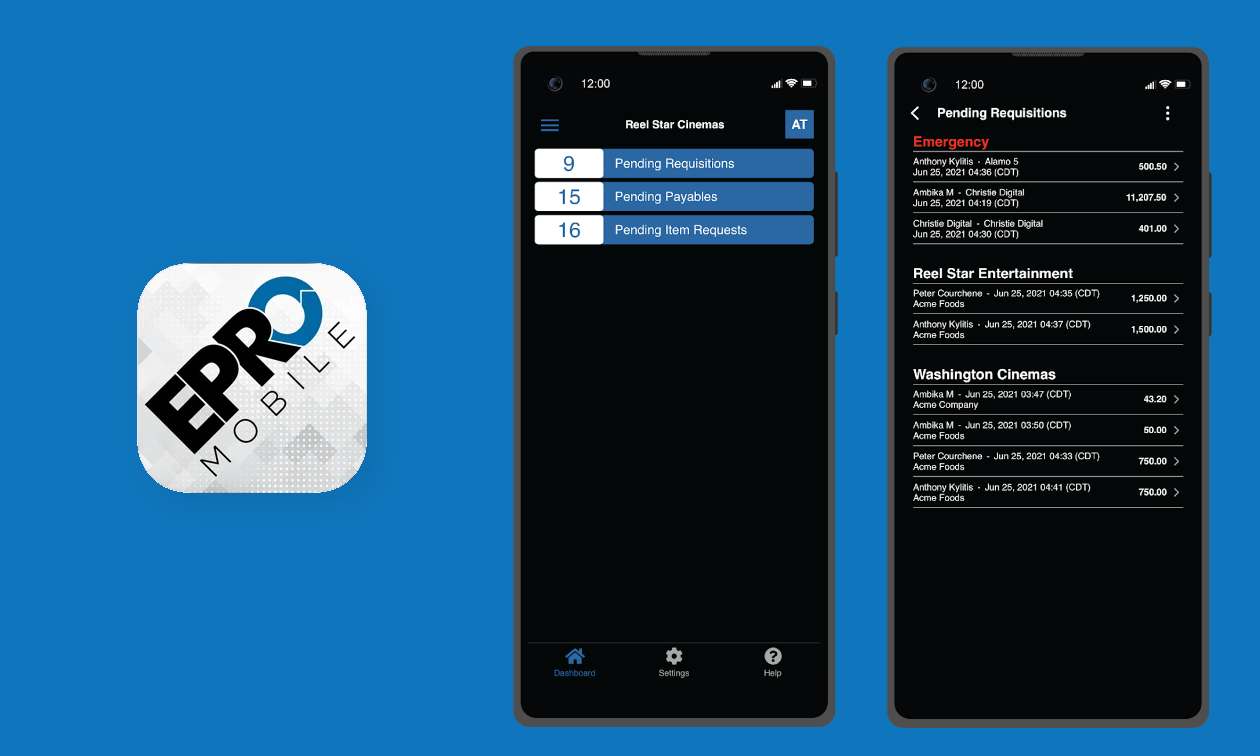 EPRO
MOBILE
12:00
Reel Star Cinemas
AT
9 Pending Requisitions
15 Pending Payables
16 Pending Item Requests
Dashboard
Settings
Help
12:00
Pending Requisitions
Emergency
Anthony Kylitis - Alamo 5
Jun 25, 2021 04:36 (CDT)
500.50
Ambika M - Christie Digital
Jun 25, 2021 04:19 (CDT)
11,207.50
Christie Digital - Christie Digital
Jun 25, 2021 04:30 (CDT)
401.00
Reel Star Entertainment
Peter Courchene - Jun 25, 2021 04:35 (CDT)
Acme Foods
1,250.00
Anthony Kylitis - Jun 25, 2021 04:37 (CDT)
Acme Foods
1,500.00
Washington Cinemas
Ambika M - Jun 25, 2021 03:47 (CDT)
Acme Company
43.20
Ambika M - Jun 25, 2021 03:50 (CDT)
Acme Foods
50.00
Peter Courchene - Jun 25, 2021 04:33 (CDT)
Acme Foods
750.00
Anthony Kylitis - Jun 25, 2021 04:41 (CDT)
Acme Foods
750.00